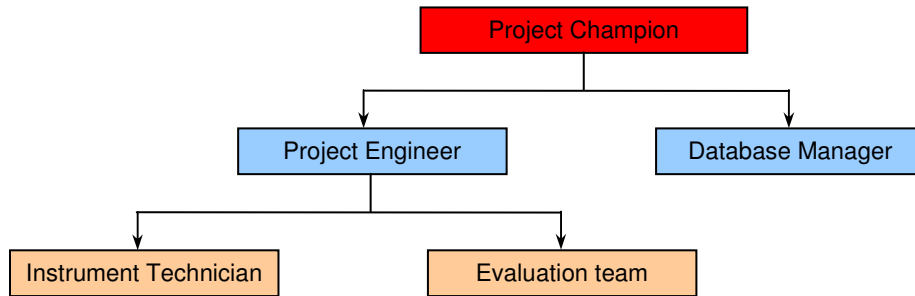 Project Champion
Project Engineer
Database Manager
Instrument Technician
Evaluation team